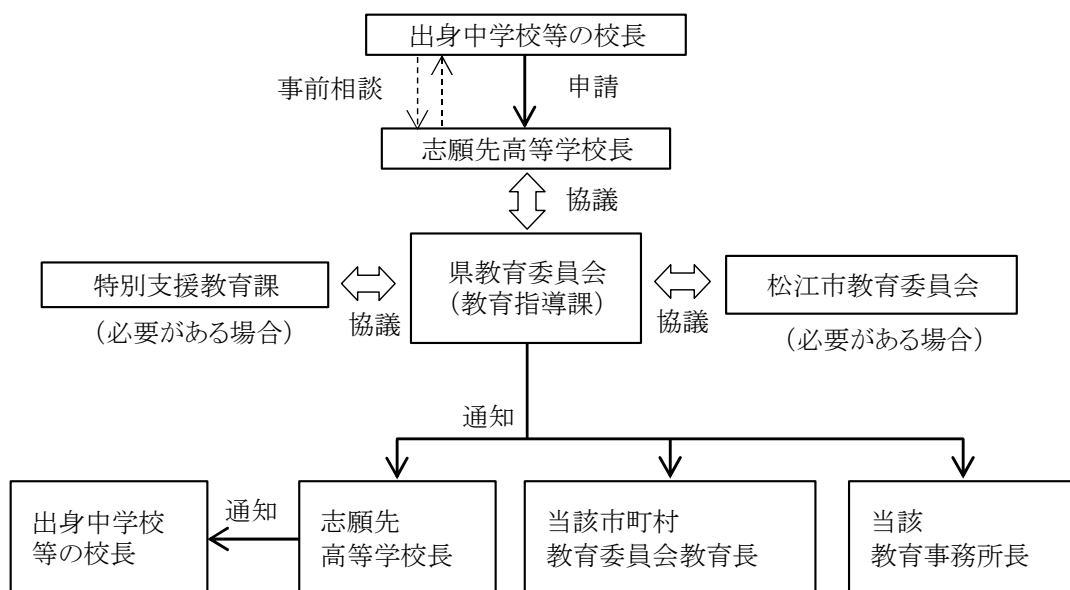 出身中学校等の校長
事前相談
申請
志願先高等学校長
協議
特別支援教育課
（必要がある場合）
協議
県教育委員会
（教育指導課）
協議
松江市教育委員会
（必要がある場合）
通知
出身中学校
等の校長
通知
志願先
高等学校長
当該市町村
教育委員会教育長
当該
教育事務所長